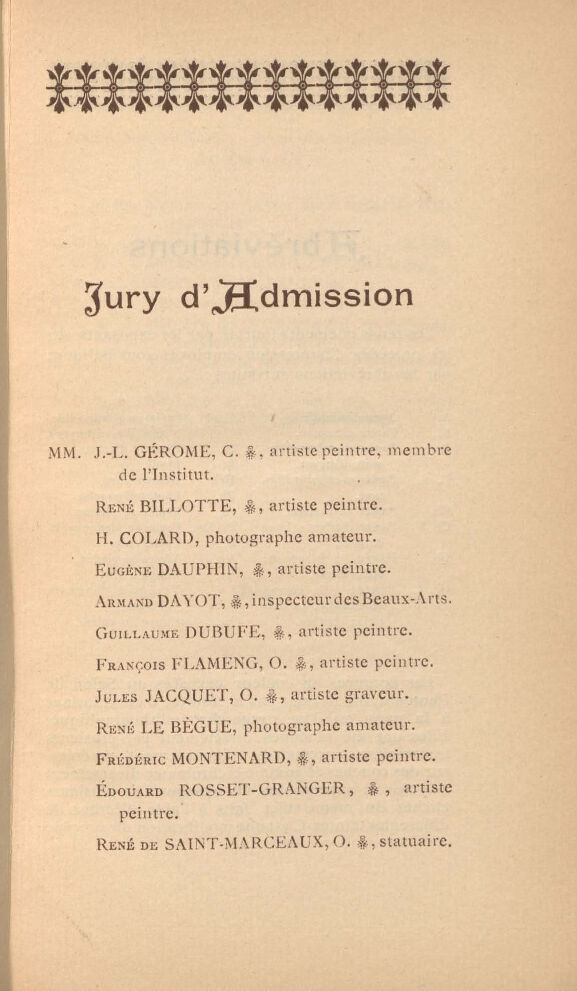 Jury d'Admission
MM. J.-L. GÉROME, C. ❀, artiste peintre, membre
de l'Institut.
RENÉ BILLOTTE, ❀, artiste peintre.
H. COLARD, photographe amateur.
EUGÈNE DAUPHIN, ❀, artiste peintre.
ARMAND DAYOT, ❀, inspecteur des Beaux-Arts.
GUILLAUME DUBUFE, ❀, artiste peintre.
FRANÇOIS FLAMENG, O. ❀, artiste peintre.
JULES JACQUET, O. ❀, artiste graveur.
RENÉ LE BÈGUE, photographe amateur.
FRÉDÉRIC MONTENARD, ❀, artiste peintre.
ÉDOUARD ROSSET-GRANGER, ❀, artiste
peintre.
RENÉ DE SAINT-MARCEAUX, O. ❀, statuaire.